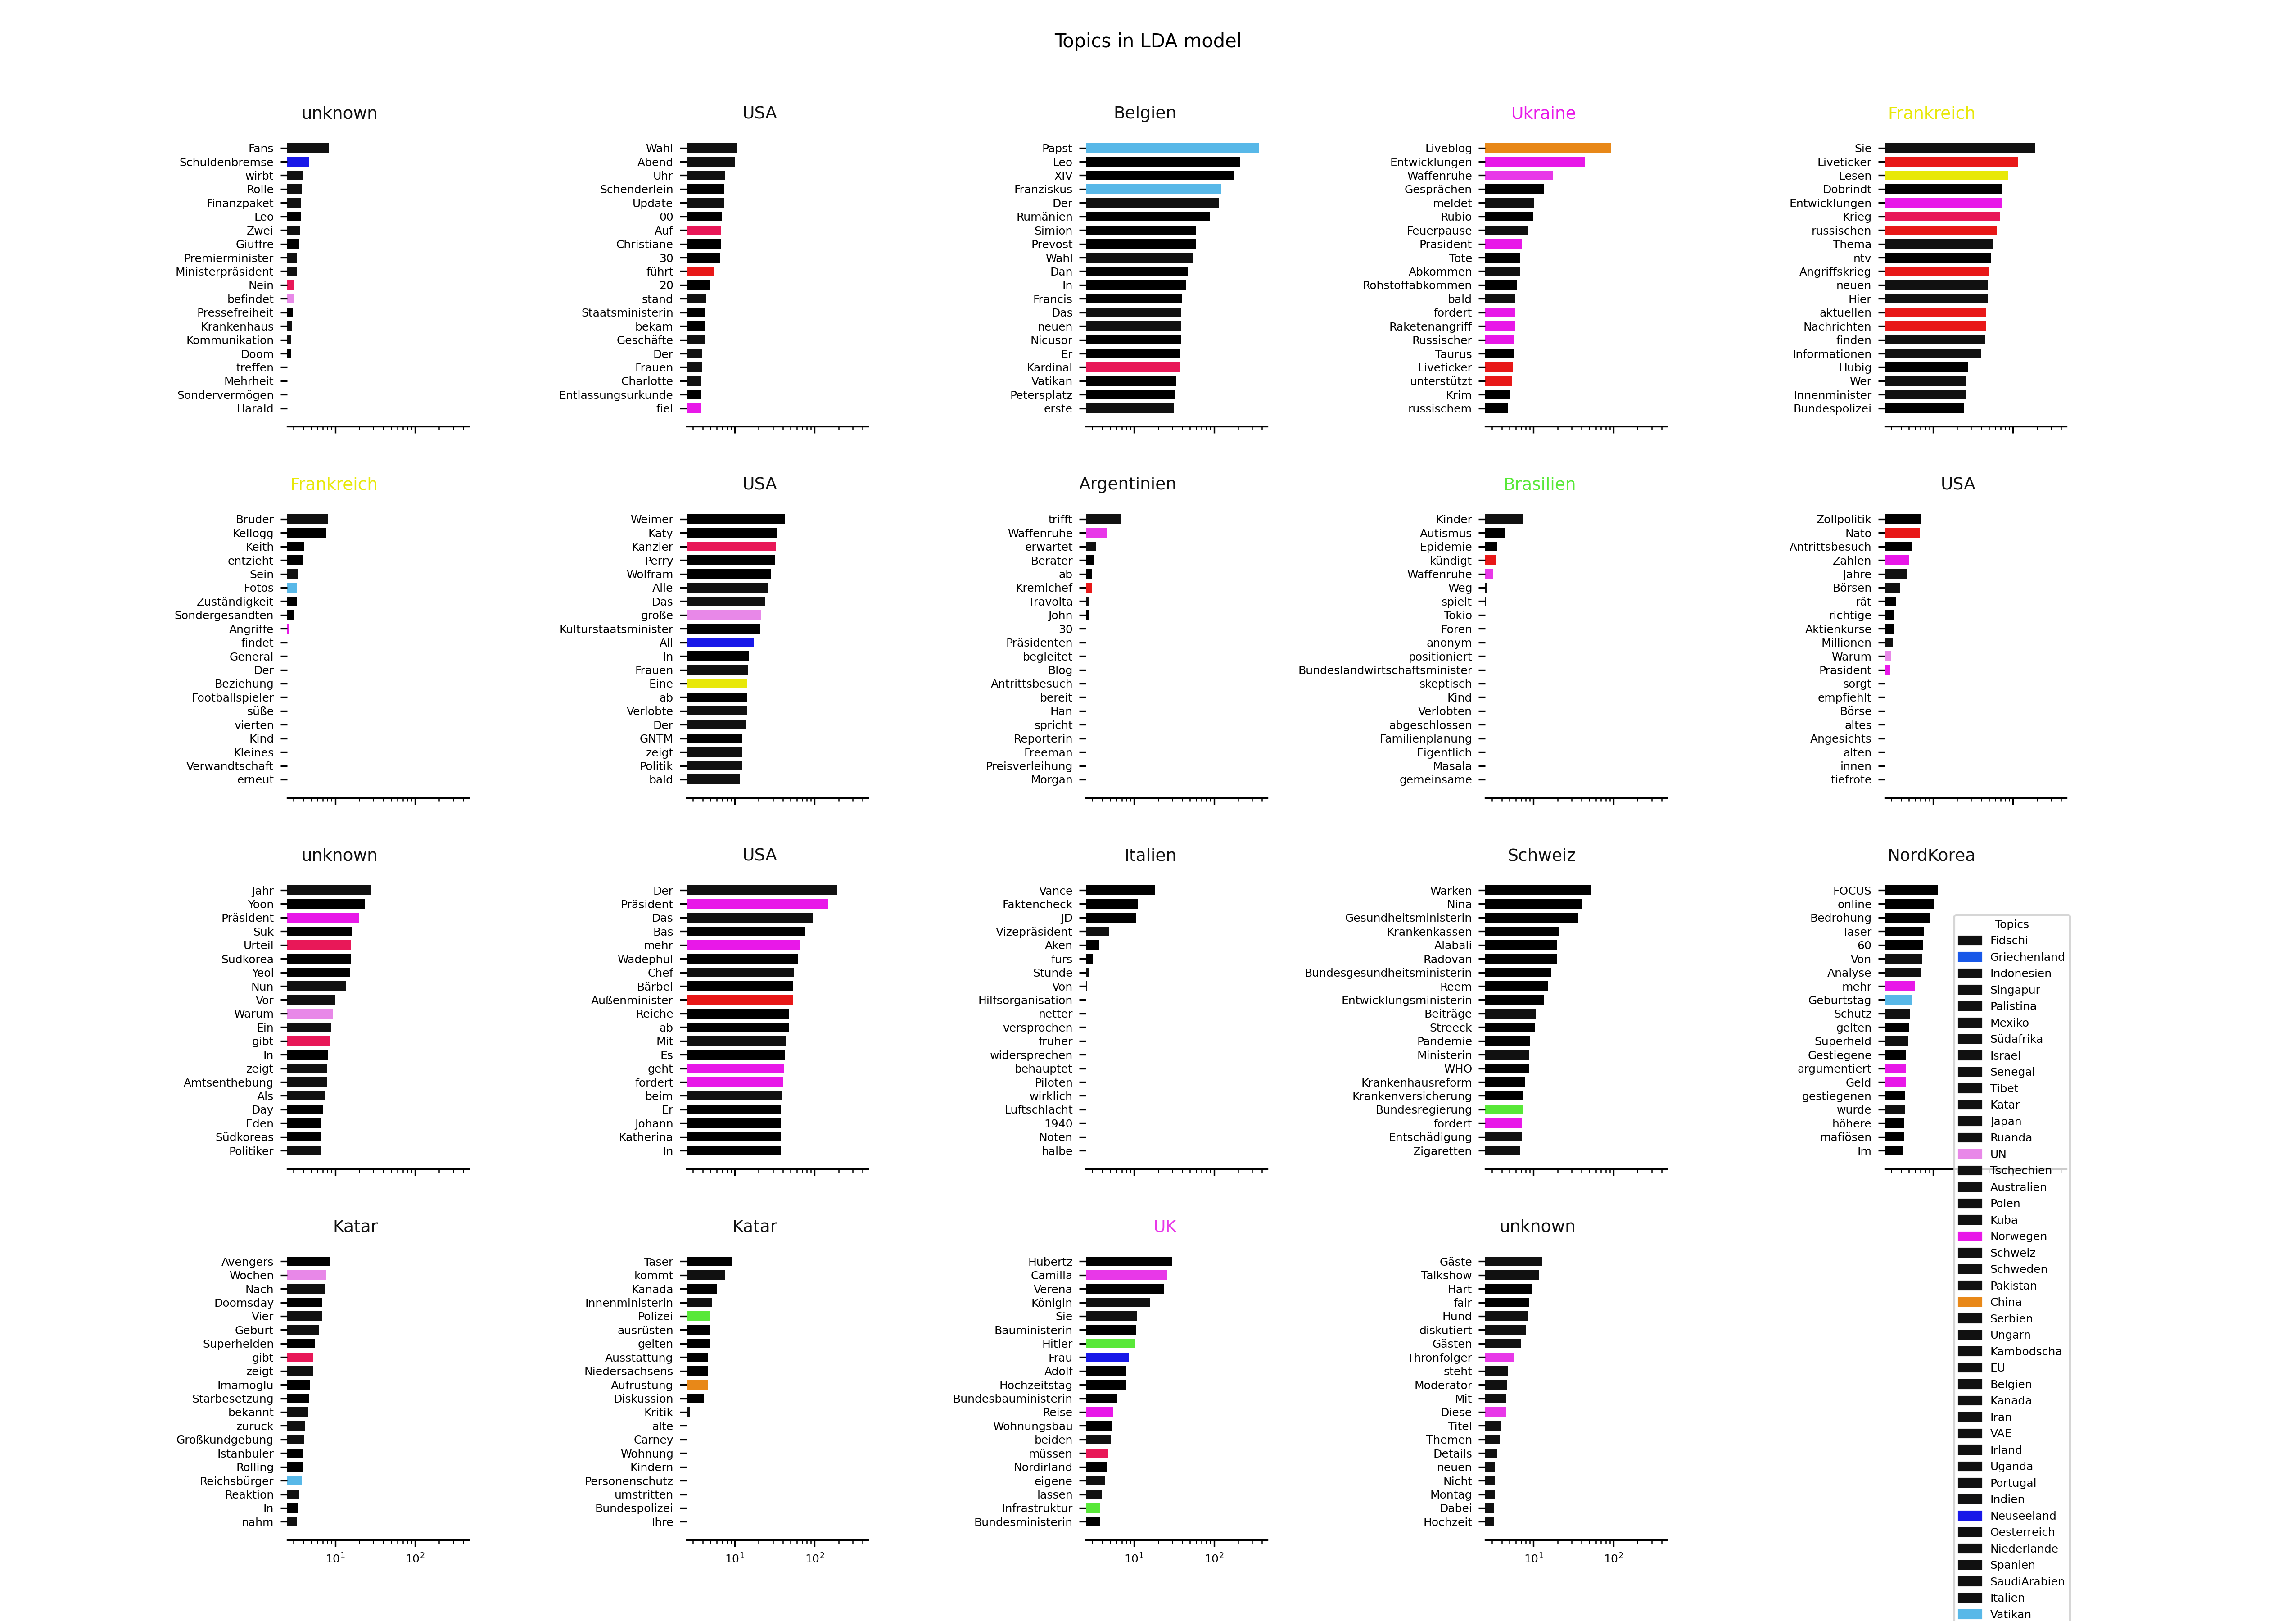 Topics in LDA model
unknown
Fans
Schuldenbremse
wirbt
Rolle
Finanzpaket
Leo
Zwei
Giuffre
Premierminister
Ministerpräsident
Nein
befindet
Pressefreiheit
Krankenhaus
Kommunikation
Doom
treffen
Mehrheit
Sondervermögen
Harald
USA
Wahl
Abend
Uhr
Schenderlein
Update
00
Auf
Christiane
30
führt
20
stand
Staatsministerin
bekam
Geschäfte
Der
Frauen
Charlotte
Entlassungsurkunde
fiel
Belgien
Papst
Leo
XIV
Franziskus
Der
Rumänien
Simion
Prevost
Wahl
Dan
In
Francis
Das
neuen
Nicusor
Er
Kardinal
Vatikan
Petersplatz
erste
Ukraine
Liveblog
Entwicklungen
Waffenruhe
Gesprächen
meldet
Rubio
Feuerpause
Präsident
Tote
Abkommen
Rohstoffabkommen
bald
fordert
Raketenangriff
Russischer
Taurus
Liveticker
unterstützt
Krim
russischem
Frankreich
Sie
Liveticker
Lesen
Dobrindt
Entwicklungen
Krieg
russischen
Thema
ntv
Angriffskrieg
neuen
Hier
aktuellen
Nachrichten
finden
Informationen
Hubig
Wer
Innenminister
Bundespolizei
Frankreich
Bruder
Kellogg
Keith
entzieht
Sein
Fotos
Zuständigkeit
Sondergesandten
Angriffe
findet
General
Der
Beziehung
Footballspieler
süße
vierten
Kind
Kleines
Verwandtschaft
erneut
USA
Weimer
Katy
Kanzler
Perry
Wolfram
Alle
Das
große
Kulturstaatsminister
All
In
Frauen
Eine
ab
Verlobte
Der
GNTM
zeigt
Politik
bald
Argentinien
trifft
Waffenruhe
erwartet
Berater
ab
Kremlchef
Travolta
John
30
Präsidenten
begleitet
Blog
Antrittsbesuch
bereit
Han
spricht
Reporterin
Freeman
Preisverleihung
Morgan
Brasilien
Kinder
Autismus
Epidemie
kündigt
Waffenruhe
Weg
spielt
Tokio
Foren
anonym
positioniert
Bundeslandwirtschaftsminister
skeptisch
Kind
Verlobten
abgeschlossen
Familienplanung
Eigentlich
Masala
gemeinsame
USA
Zollpolitik
Nato
Antrittsbesuch
Zahlen
Jahre
Börsen
rät
richtige
Aktienkurse
Millionen
Warum
Präsident
sorgt
empfiehlt
Börse
altes
Angesichts
alten
innen
tiefrote
unknown
Jahr
Yoon
Präsident
Suk
Urteil
Südkorea
Yeol
Nun
Vor
Warum
Ein
gibt
In
zeigt
Amtsenthebung
Als
Day
Eden
Südkoreas
Politiker
USA
Der
Präsident
Das
Bas
mehr
Wadephul
Chef
Bärbel
Außenminister
Reiche
ab
Mit
Es
geht
fordert
beim
Er
Johann
Katherina
In
Italien
Vance
Faktencheck
JD
Vizepräsident
Aken
fürs
Stunde
Von
Hilfsorganisation
netter
versprochen
früher
widersprechen
behauptet
Piloten
wirklich
Luftschlacht
1940
Noten
halbe
Schweiz
Warken
Nina
Gesundheitsministerin
Krankenkassen
Alabali
Radovan
Bundesgesundheitsministerin
Reem
Entwicklungsministerin
Beiträge
Streeck
Pandemie
Ministerin
WHO
Krankenhausreform
Krankenversicherung
Bundesregierung
fordert
Entschädigung
Zigaretten
NordKorea
FOCUS
online
Bedrohung
Taser
60
Von
Analyse
mehr
Geburtstag
Schutz
gelten
Superheld
Gestiegene
argumentiert
Geld
gestiegenen
wurde
höhere
mafiösen
Im
Katar
Avengers
Wochen
Nach
Doomsday
Vier
Geburt
Superhelden
gibt
zeigt
Imamoglu
Starbesetzung
bekannt
zurück
Großkundgebung
Istanbuler
Rolling
Reichsbürger
Reaktion
In
nahm
10¹ 10²
Katar
Taser
kommt
Kanada
Innenministerin
Polizei
ausrüsten
gelten
Ausstattung
Niedersachsens
Aufrüstung
Diskussion
Kritik
alte
Carney
Wohnung
Kindern
Personenschutz
umstritten
Bundespolizei
Ihre
10¹ 10²
UK
Hubertz
Camilla
Verena
Königin
Sie
Bauministerin
Hitler
Frau
Adolf
Hochzeitstag
Bundesbauministerin
Reise
Wohnungsbau
beiden
müssen
Nordirland
eigene
lassen
Infrastruktur
Bundesministerin
10¹ 10²
unknown
Gäste
Talkshow
Hart
fair
Hund
diskutiert
Gästen
Thronfolger
steht
Moderator
Mit
Diese
Titel
Themen
Details
neuen
Nicht
Montag
Dabei
Hochzeit
10¹ 10²
Topics
Fidschi
Griechenland
Indonesien
Singapur
Palistina
Mexiko
Südafrika
Israel
Senegal
Tibet
Katar
Japan
Ruanda
UN
Tschechien
Australien
Polen
Kuba
Norwegen
Schweiz
Schweden
Pakistan
China
Serbien
Ungarn
Kambodscha
EU
Belgien
Kanada
Iran
VAE
Irland
Uganda
Portugal
Indien
Neuseeland
Oesterreich
Niederlande
Spanien
SaudiArabien
Italien
Vatikan